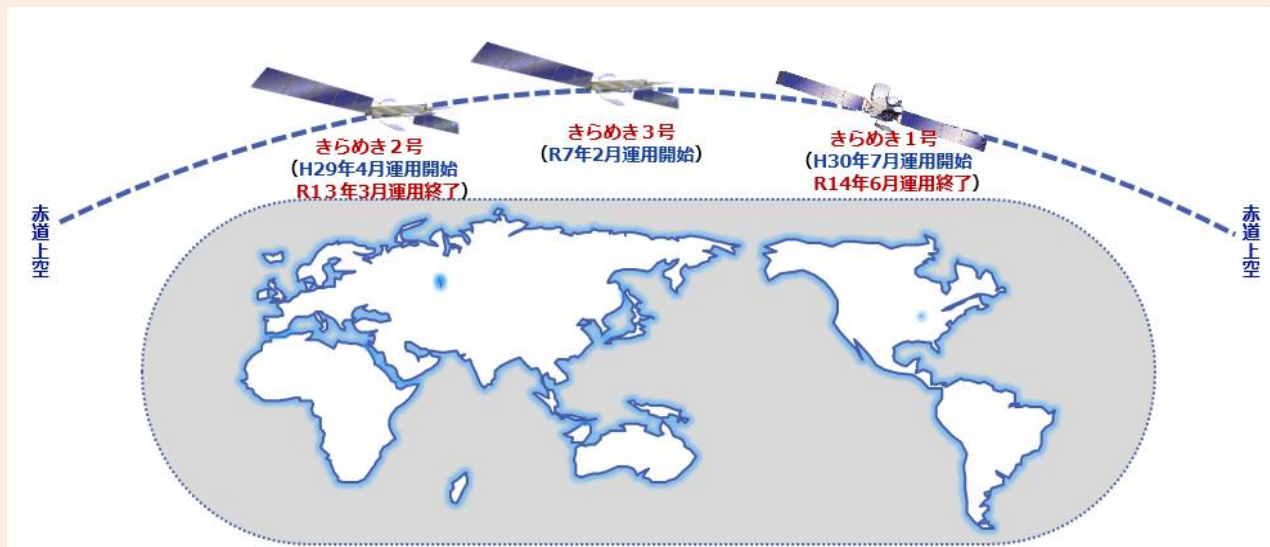 きらめき２号
（H29年4月運用開始
R１３年３月運用終了）
きらめき３号
（R7年2月運用開始）
きらめき１号
（H30年7月運用開始
R14年6月運用終了）
赤道上空
赤道上空